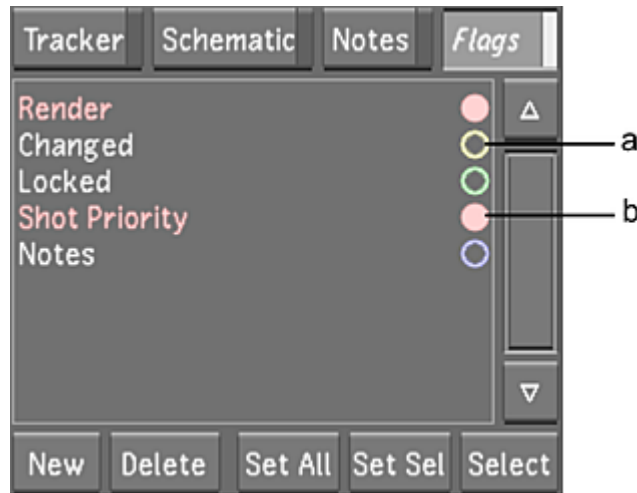 Tracker Schematic Notes Flags
Render
Changed
a
Locked
Shot Priority
b
Notes
New Delete Set All Set Sel Select